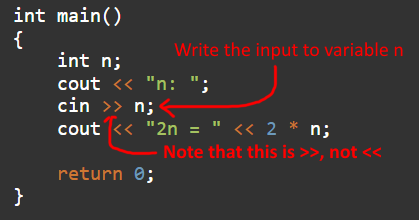 int main()
{
int n;
Write the input to variable n
cout << "n: ";
cin >> n;
cout << "2n = " << 2 * n;
Note that this is >>, not <<
return 0;
}